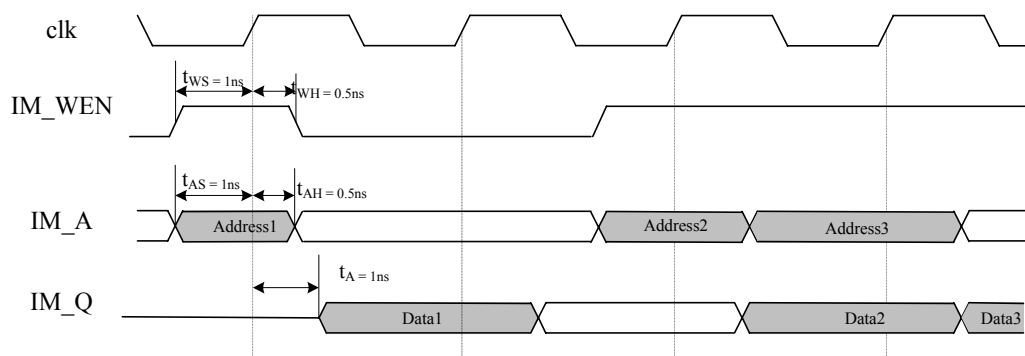 clk
t_WS = 1ns t_WH = 0.5ns
IM_WEN
t_AS = 1ns t_AH = 0.5ns
IM_A Address1 Address2 Address3
t_A = 1ns
IM_Q Data1 Data2 Data3